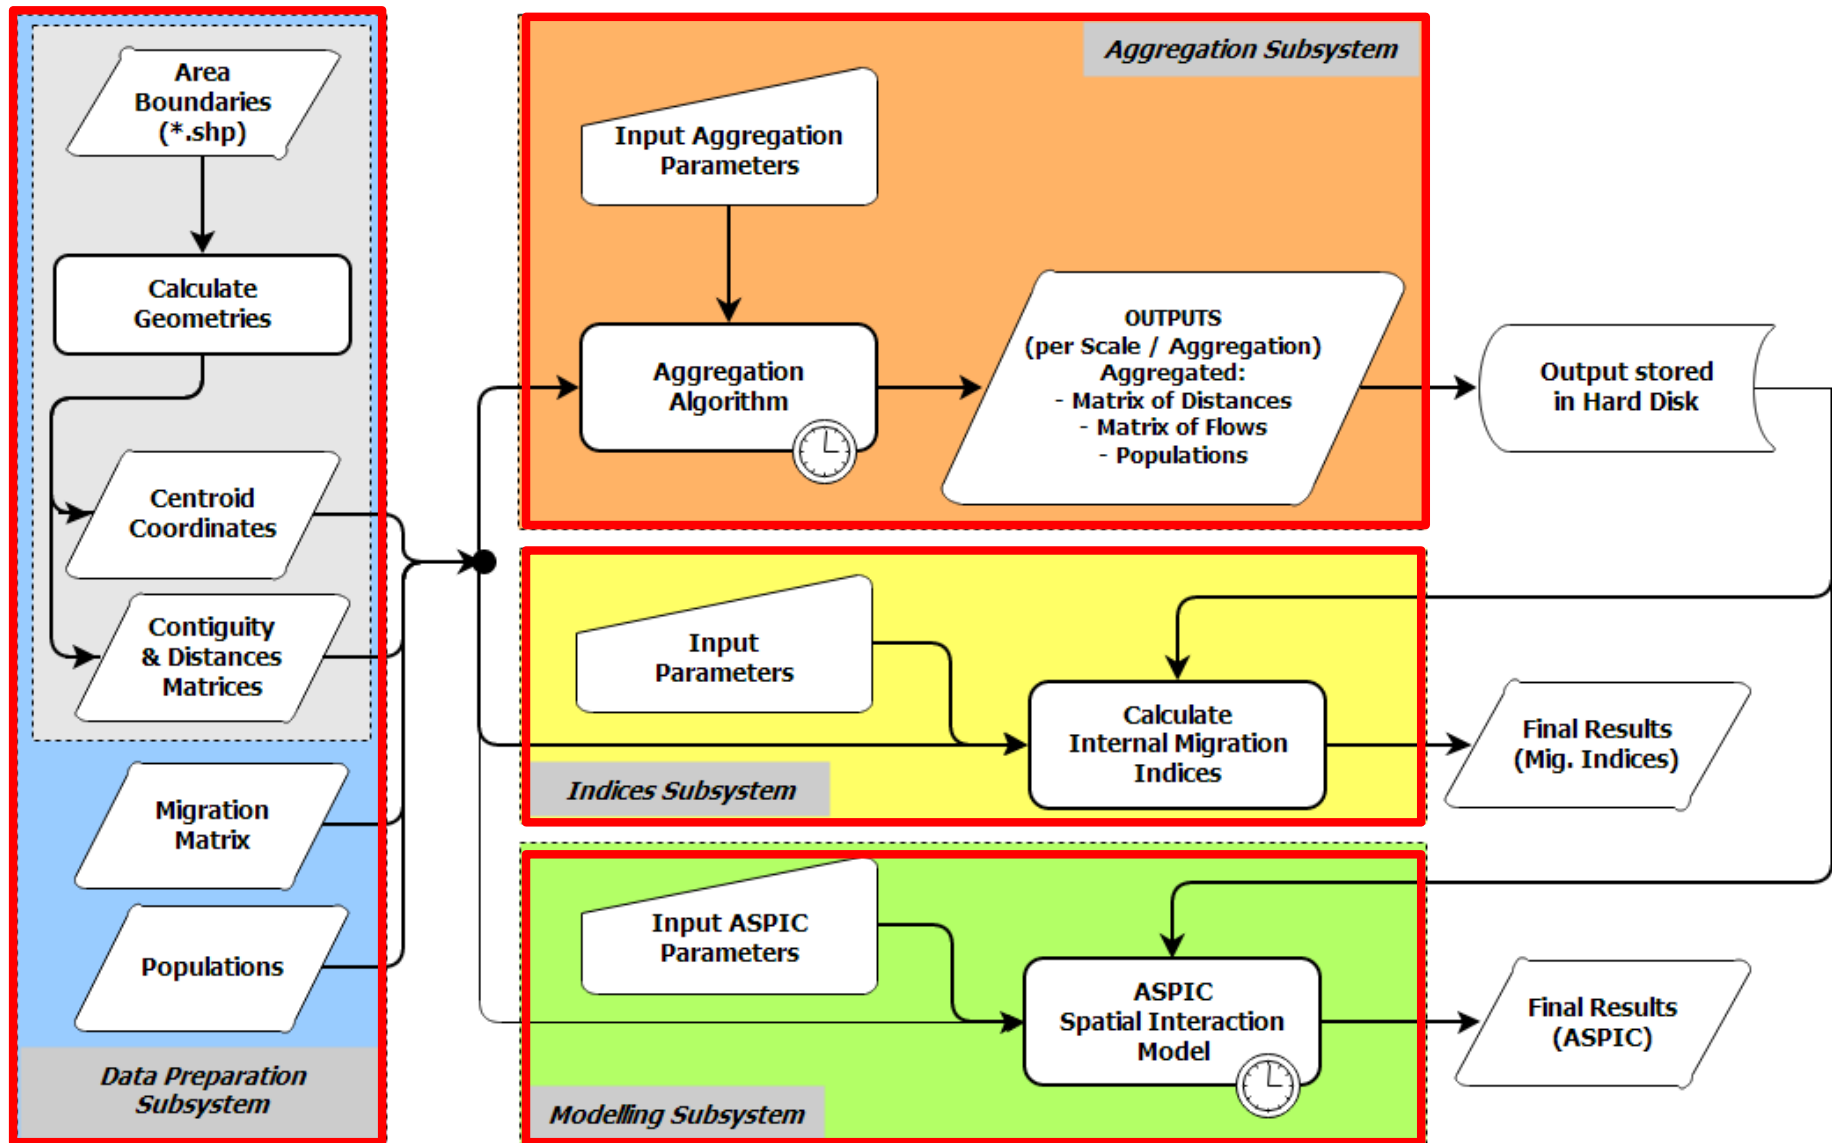 Area
Boundaries
(*.shp)
Calculate
Geometries
Centroid
Coordinates
Contiguity
& Distances
Matrices
Migration
Matrix
Populations
Data Preparation
Subsystem
Aggregation Subsystem
Input Aggregation
Parameters
Aggregation
Algorithm
OUTPUTS
(per Scale / Aggregation)
Aggregated:
- Matrix of Distances
- Matrix of Flows
- Populations
Output stored
in Hard Disk
Input
Parameters
Calculate
Internal Migration
Indices
Indices Subsystem
Final Results
(Mig. Indices)
Input ASPIC
Parameters
ASPIC
Spatial Interaction
Model
Modelling Subsystem
Final Results
(ASPIC)